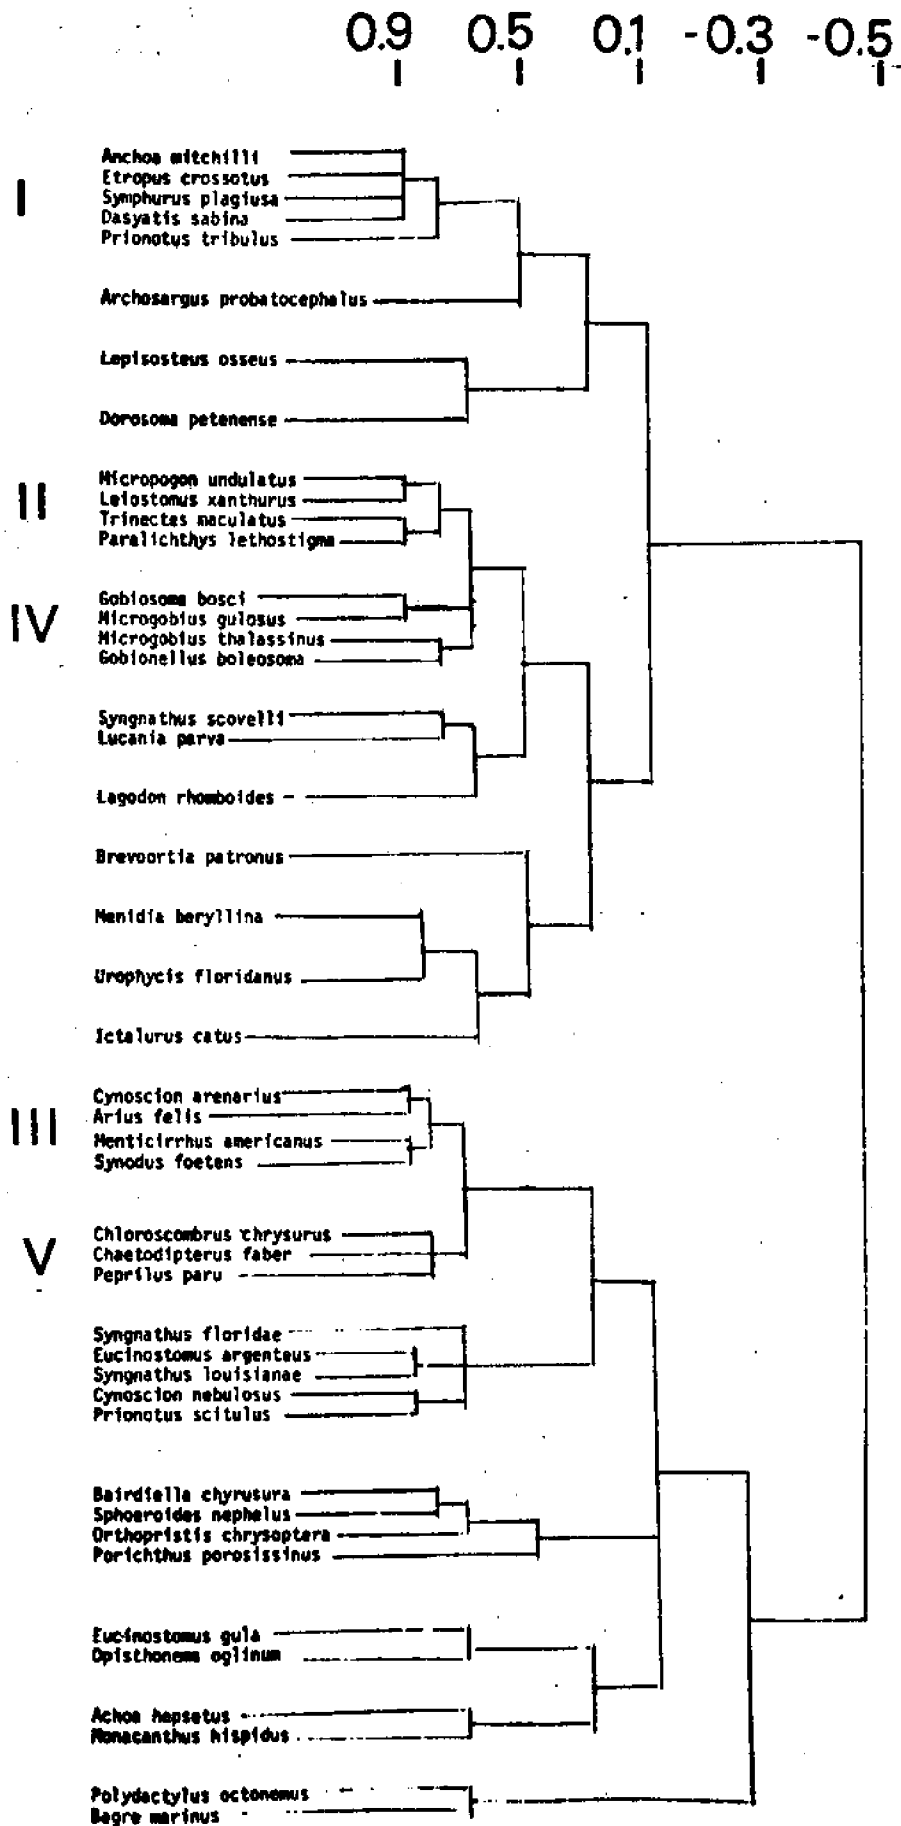 0.9 0.5 0.1 -0.3 -0.5
Anchoa mitchilli
Etropus crossotus
I
Symphurus plagiusa
Dasyatis sabina
Prionotus tribulus
Archosargus probatocephalus
Lepisosteus osseus
Dorosoma petenense
Micropogon undulatus
II
Leiostomus xanthurus
Trinectes maculatus
Paralichthys lethostigma
Gobiosoma bosci
IV
Microgobius gulosus
Microgobius thalassinus
Gobionellus boleosoma
Syngnathus scovelli
Lucania parva
Lagodon rhomboides
Brevoortia patronus
Menidia beryllina
Urophycis floridanus
Ictalurus catus
Cynoscion arenarius
III
Arius felis
Menticirrhus americanus
Synodus foetens
Chloroscombrus chrysurus
V
Chaetodipterus faber
Peprilus paru
Syngnathus floridae
Eucinostomus argenteus
Syngnathus louisianae
Cynoscion nebulosus
Prionotus scitulus
Bairdiella chyrusura
Sphoeroides nephelus
Orthopristis chrysoptera
Porichthus porosissinus
Eucinostomus gula
Opisthonema oglinum
Achoa hepsetus
Monacanthus hispidus
Polydactylus octonemus
Bagre marinus